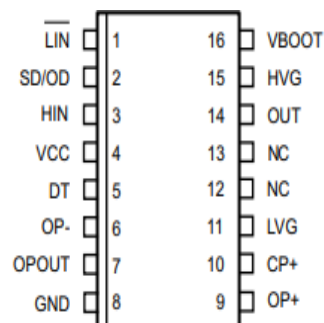 L̅I̅N̅ 1 16 VBOOT
SD/OD 2 15 HVG
HIN 3 14 OUT
VCC 4 13 NC
DT 5 12 NC
OP- 6 11 LVG
OPOUT 7 10 CP+
GND 8 9 OP+